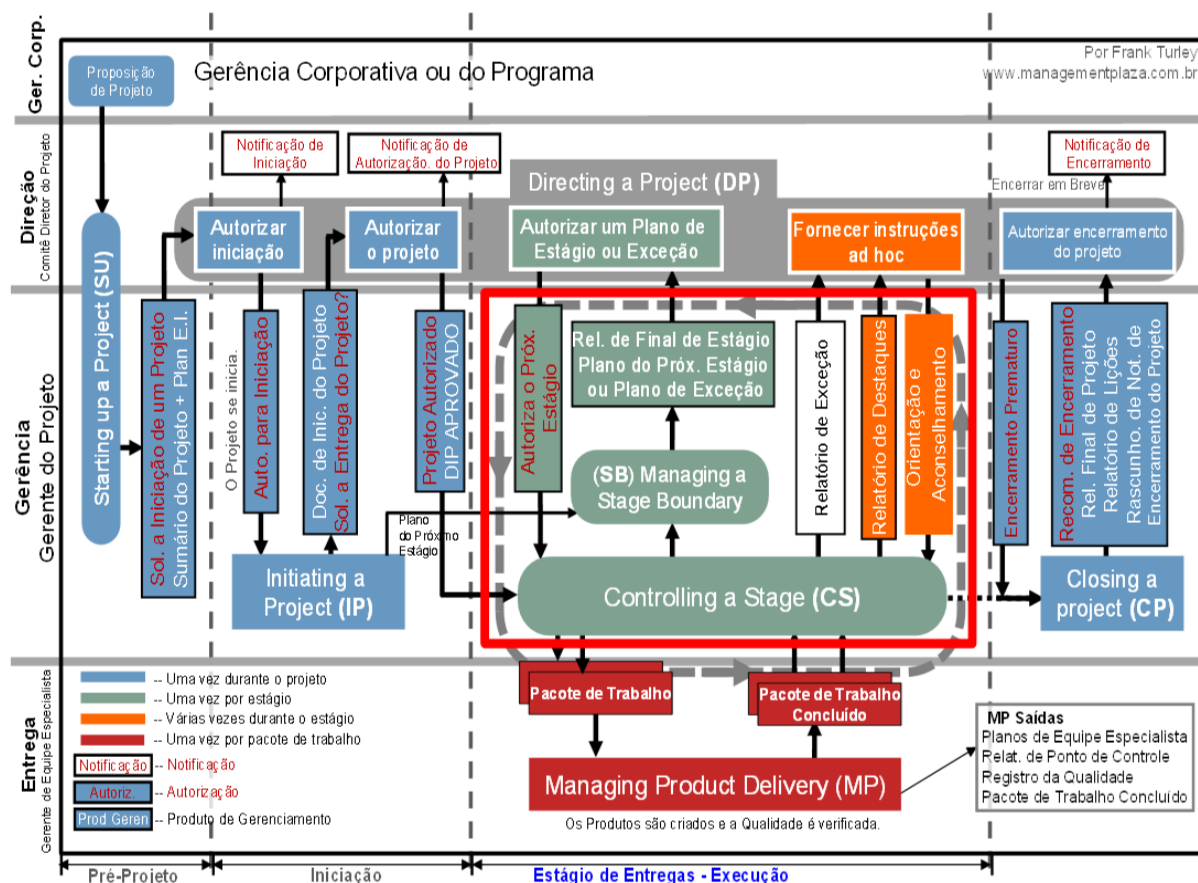 Ger. Corp.
Proposição
de Projeto
Gerência Corporativa ou do Programa
Por Frank Turley
www.managementplaza.com.br
Direção
Comitê Diretor do Projeto
Notificação de
Iniciação
Notificação de
Autorização. do Projeto
Notificação de
Encerramento
Directing a Project (DP)
Encerrar em Breve
Autorizar
iniciação
Autorizar
o projeto
Autorizar um Plano de
Estágio ou Exceção
Fornecer instruções
ad hoc
Autorizar encerramento
do projeto
Gerência
Gerente do Projeto
Starting up a Project (SU)
Sol. a Iniciação de um Projeto
Sumário do Projeto + Plan E.I.
O Projeto se inicia.
Auto. para Iniciação
Doc. de Inic. do Projeto
Sol. a Entrega do Projeto?
Projeto Autorizado
DIP APROVADO
Autoriza o Próx.
Estágio
Rel. de Final de Estágio
Plano do Próx. Estágio
ou Plano de Exceção
Relatório de Exceção
Relatório de Destaques
Orientação e
Aconselhamento
Encerramento Prematuro
Recom. de Encerramento
Rel. Final de Projeto
Relatório de Lições
Rascunho. de Not. de
Encerramento do Projeto
(SB) Managing a
Stage Boundary
Plano
do Próximo
Estágio
Initiating a
Project (IP)
Controlling a Stage (CS)
Closing a
project (CP)
Entrega
Gerente de Equipe Especialista
-- Uma vez durante o projeto
-- Uma vez por estágio
-- Várias vezes durante o estágio
-- Uma vez por pacote de trabalho
Notificação -- Notificação
Autoriz. -- Autorização
Prod Geren -- Produto de Gerenciamento
Pacote de Trabalho
Pacote de Trabalho
Concluído
Managing Product Delivery (MP)
Os Produtos são criados e a Qualidade é verificada.
MP Saídas
Planos de Equipe Especialista
Relat. de Ponto de Controle
Registro da Qualidade
Pacote de Trabalho Concluído
Pré-Projeto
Iniciação
Estágio de Entregas - Execução